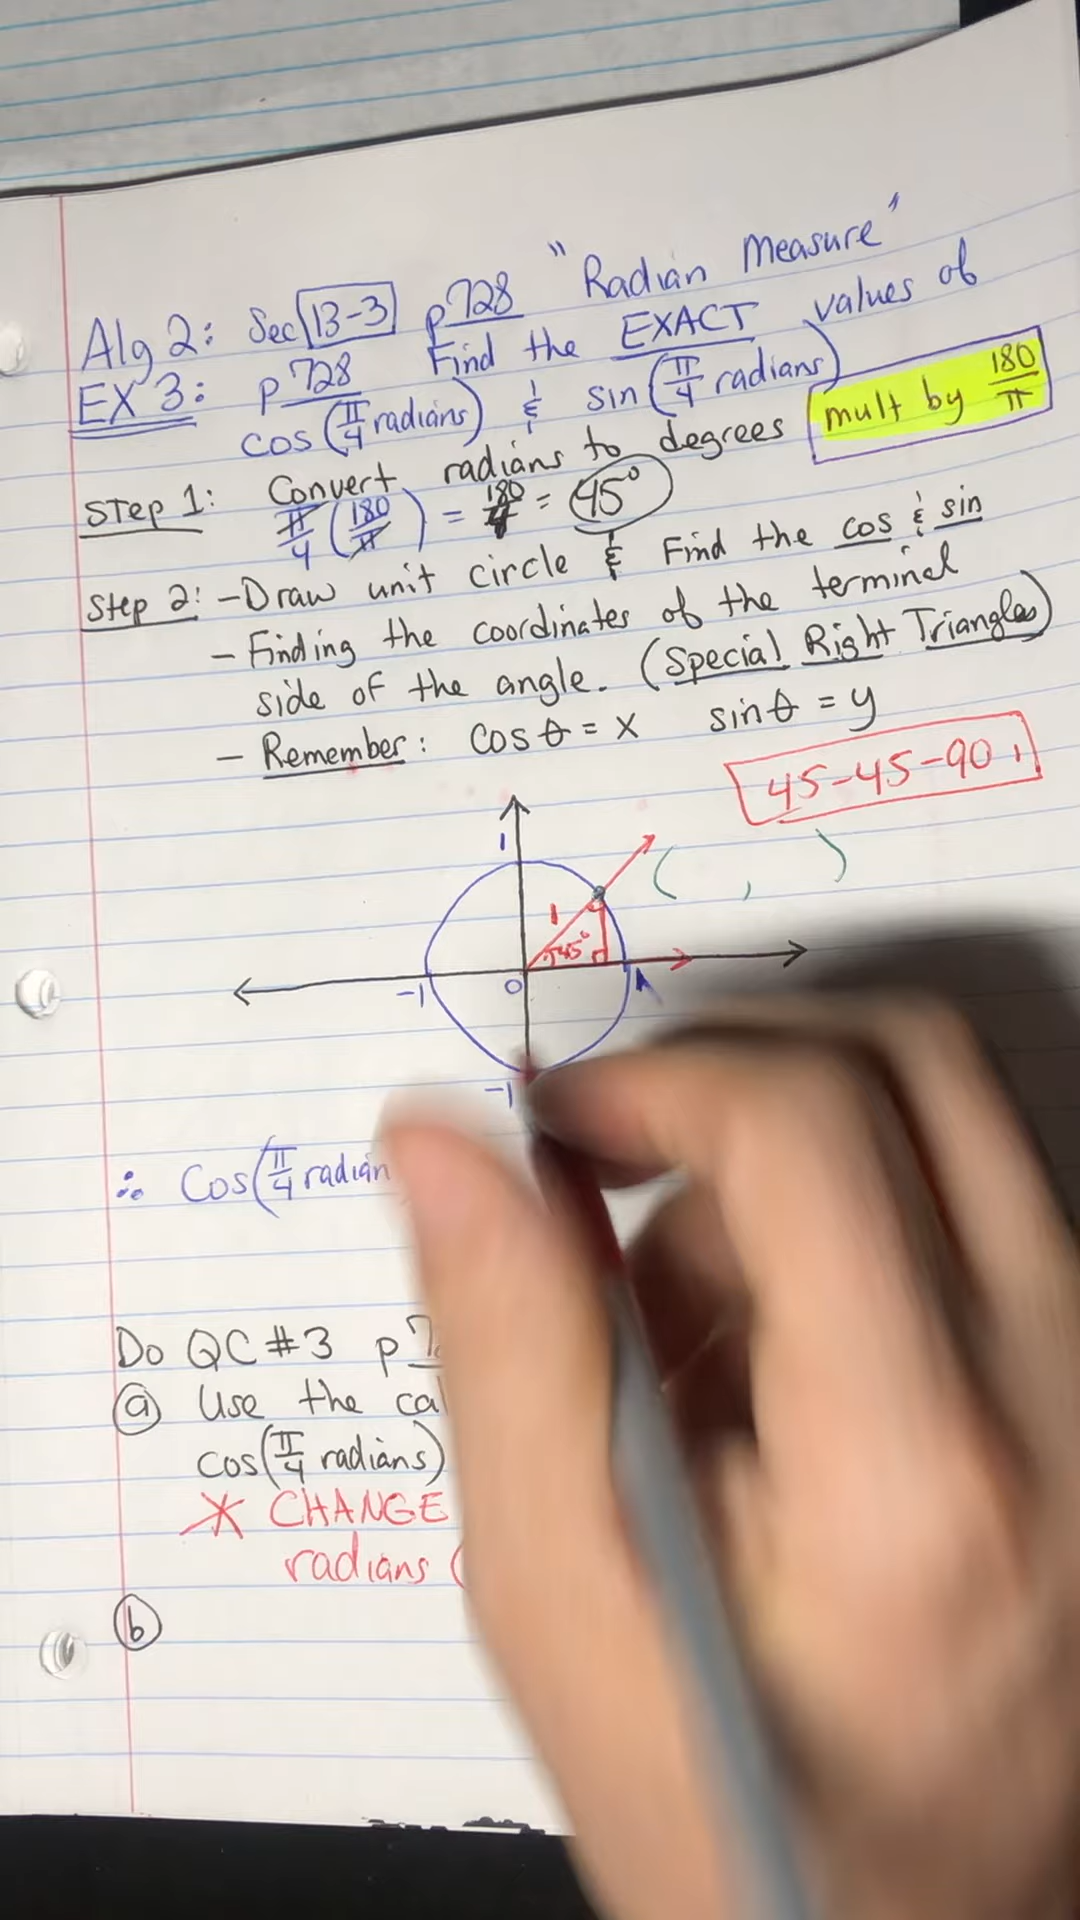 Alg 2: Sec 13-3 p728 "Radian Measure"
EX 3: p728 Find the EXACT values of
cos(π/4 radians) & sin(π/4 radians)
mult by 180/π
Step 1: Convert radians to degrees
π/4 (180/π) = 180/4 = 45°
Step 2: - Draw unit circle & Find the cos & sin
- Finding the coordinates of the terminal
side of the angle. (Special Right Triangles)
- Remember: cos θ = x sin θ = y
45-45-90
1
( , )
1
45°
-1
0
-1
∴ Cos(π/4 radian
Do QC #3
a Use the
cos(π/4 radians)
* CHANGE
radians (
b